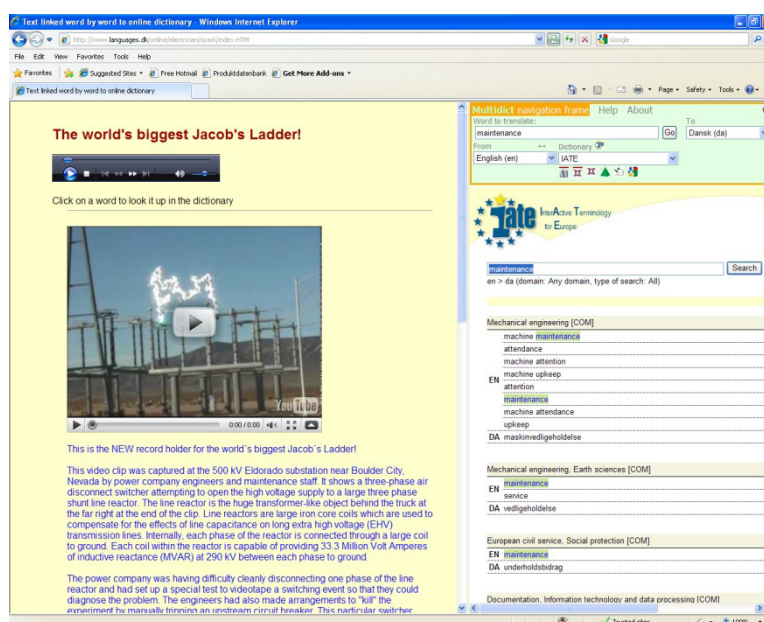 Text linked word by word to online dictionary - Windows Internet Explorer
http://www.languages.dk/online/electrician/spark/index.HTM
Google
File Edit View Favorites Tools Help
Favorites Suggested Sites Free Hotmail Produktdatenbank Get More Add-ons
Text linked word by word to online dictionary
Page Safety Tools
The world's biggest Jacob's Ladder!
Click on a word to look it up in the dictionary
You Tube
0:00 / 0:00
This is the NEW record holder for the world´s biggest Jacob´s Ladder!
This video clip was captured at the 500 kV Eldorado substation near Boulder City,
Nevada by power company engineers and maintenance staff. It shows a three-phase air
disconnect switcher attempting to open the high voltage supply to a large three phase
shunt line reactor. The line reactor is the huge transformer-like object behind the truck at
the far right at the end of the clip. Line reactors are large iron core coils which are used to
compensate for the effects of line capacitance on long extra high voltage (EHV)
transmission lines. Internally, each phase of the reactor is connected through a large coil
to ground. Each coil within the reactor is capable of providing 33.3 Million Volt Amperes
of inductive reactance (MVAR) at 290 kV between each phase to ground.
The power company was having difficulty cleanly disconnecting one phase of the line
reactor and had set up a special test to videotape a switching event so that they could
diagnose the problem. The engineers had also made arrangements to "kill" the
experiment by manually tripping an upstream circuit breaker. This particular switcher
Multidict navigation frame Help About
Word to translate: To
maintenance Go Dansk (da)
From ↔ Dictionary
English (en) IATE
Iate InterActive Terminology
for Europe
maintenance Search
en > da (domain: Any domain, type of search: All)
Mechanical engineering [COM]
machine maintenance
attendance
machine attention
machine upkeep
EN attention
maintenance
machine attendance
upkeep
DA maskinvedligeholdelse
Mechanical engineering, Earth sciences [COM]
EN maintenance
service
DA vedligeholdelse
European civil service, Social protection [COM]
EN maintenance
DA underholdsbidrag
Documentation, Information technology and data processing [COM]
Trusted sites 100%